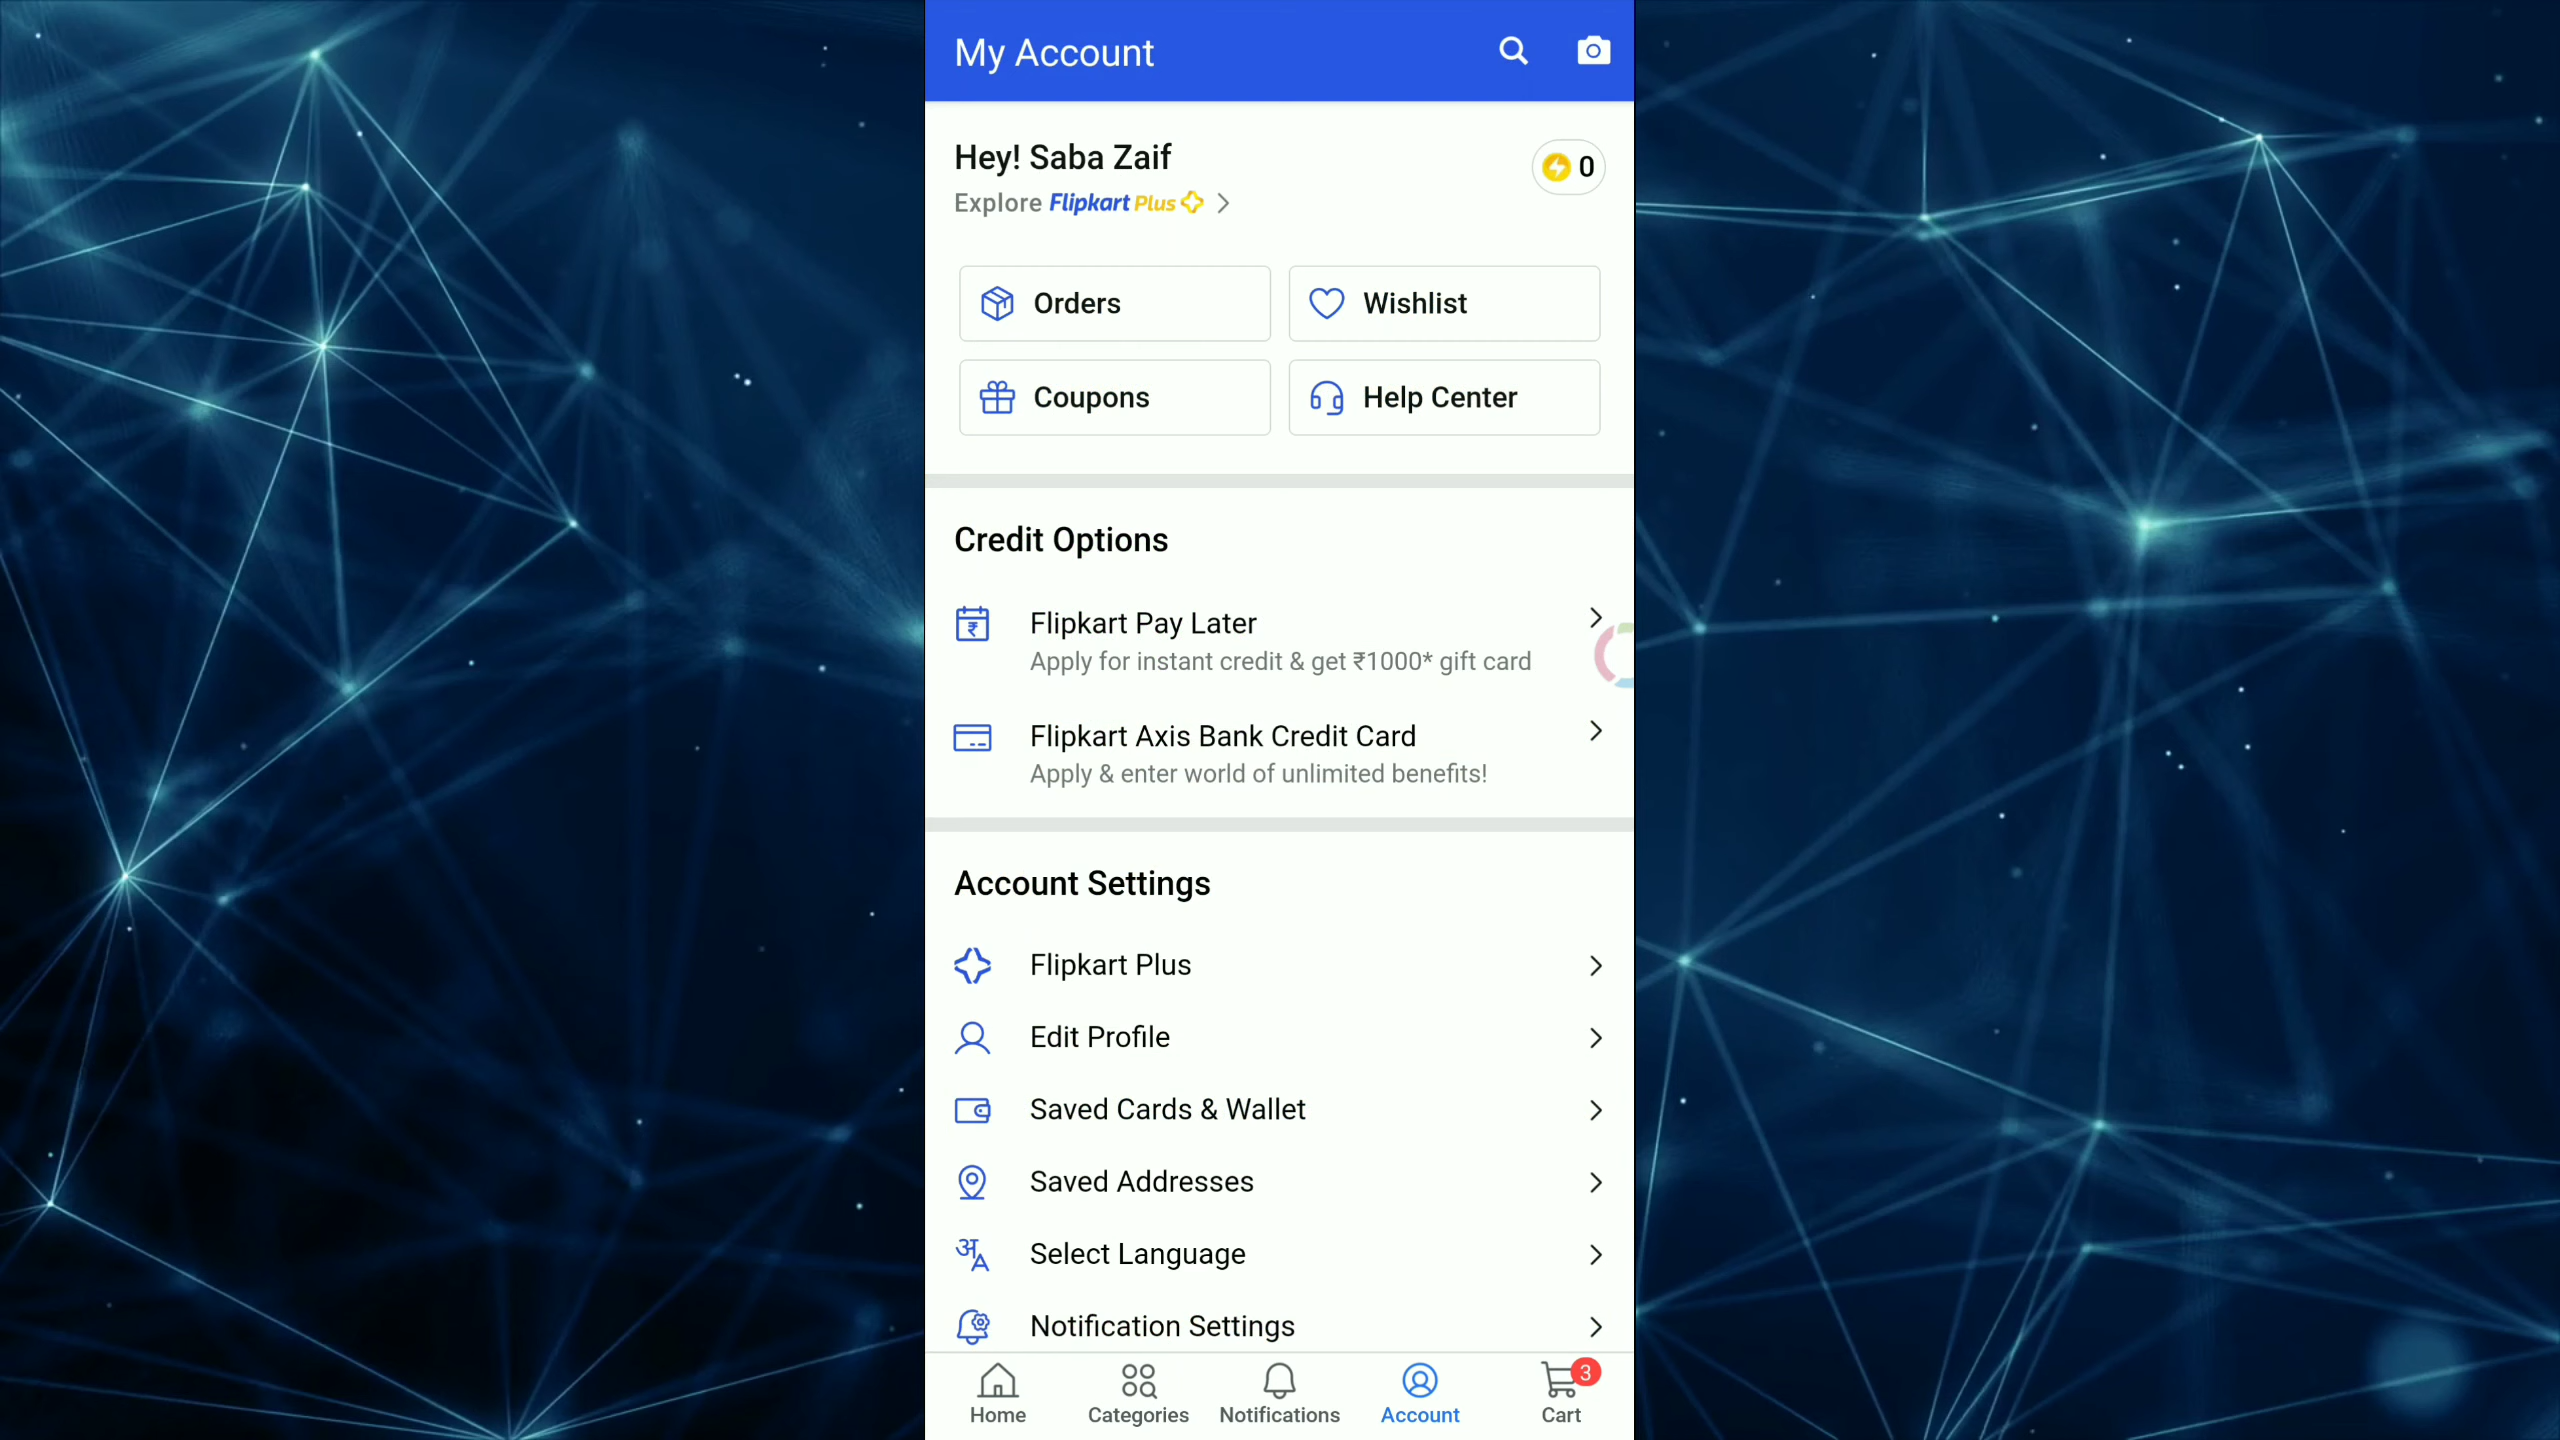 My Account
Hey! Saba Zaif
0
Explore Flipkart Plus
Orders
Wishlist
Coupons
Help Center
Credit Options
Flipkart Pay Later
Apply for instant credit & get ₹1000* gift card
Flipkart Axis Bank Credit Card
Apply & enter world of unlimited benefits!
Account Settings
Flipkart Plus
Edit Profile
Saved Cards & Wallet
Saved Addresses
Select Language
Notification Settings
3
Home Categories Notifications Account Cart